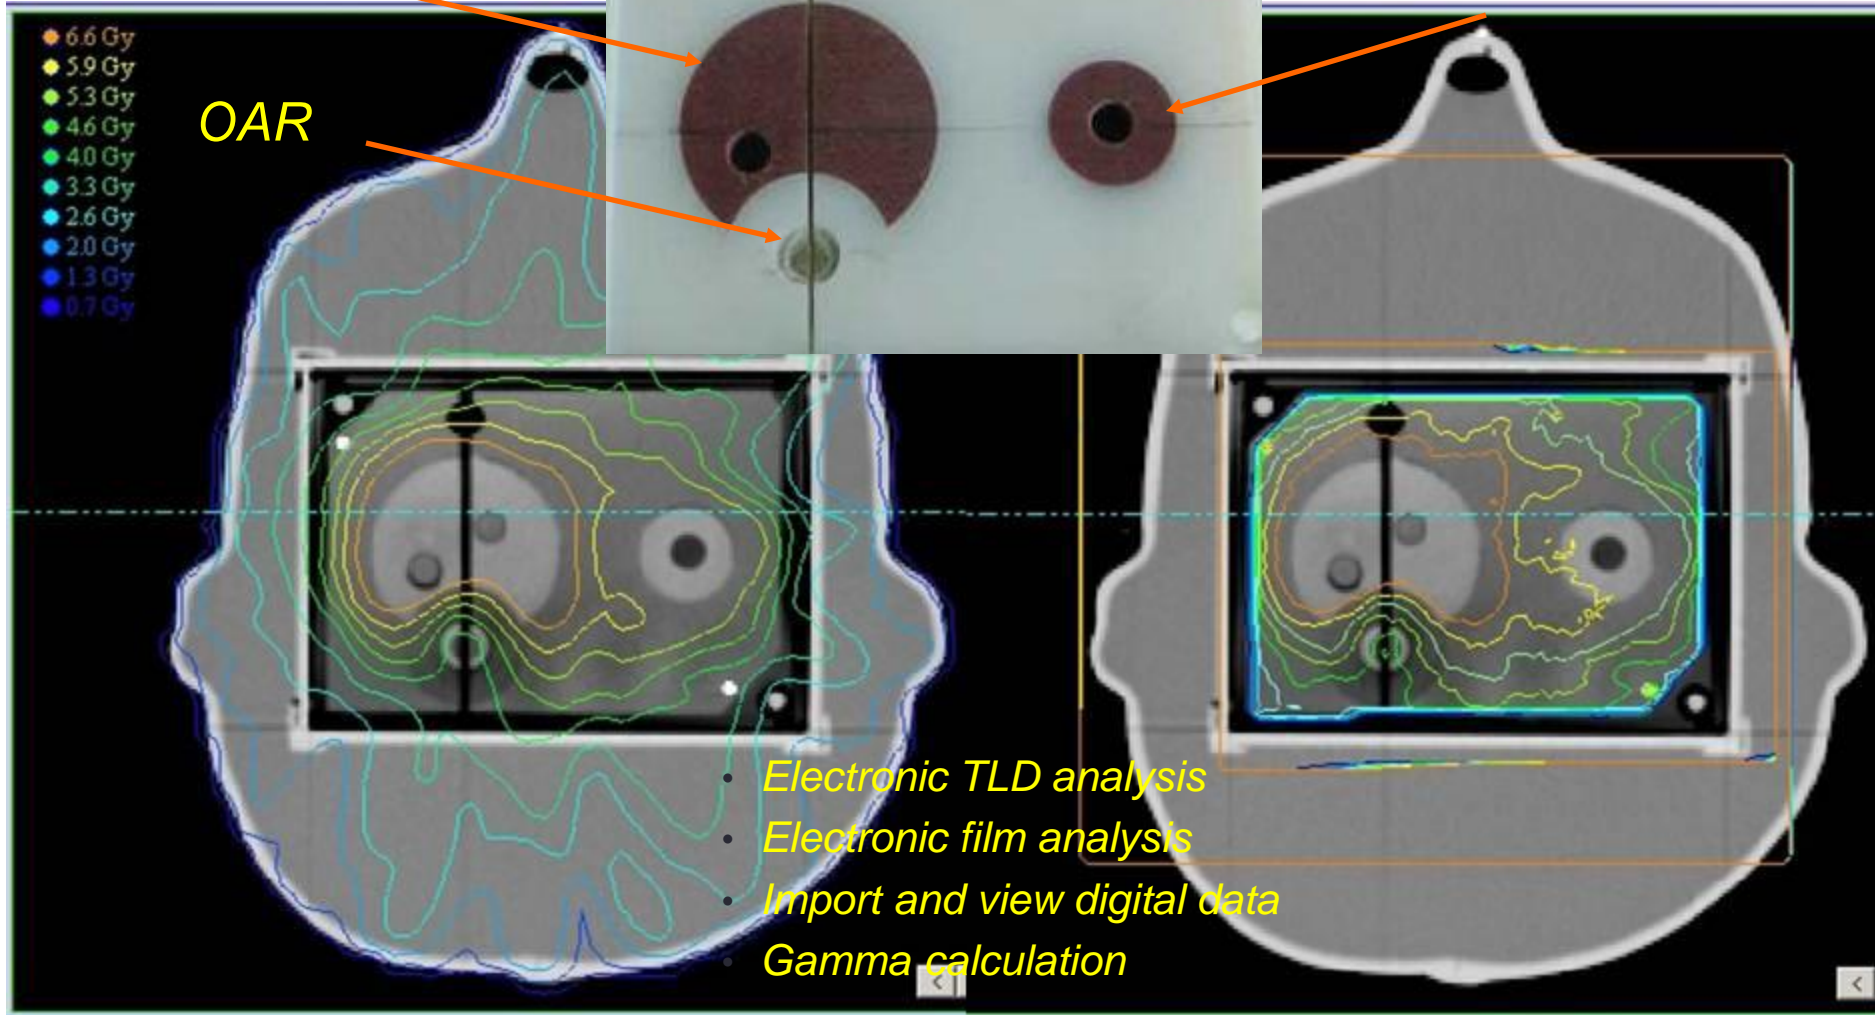 6.6 Gy
5.9 Gy
5.3 Gy
4.6 Gy
4.0 Gy
3.3 Gy
2.6 Gy
2.0 Gy
1.3 Gy
0.7 Gy
OAR
• Electronic TLD analysis
• Electronic film analysis
• Import and view digital data
• Gamma calculation